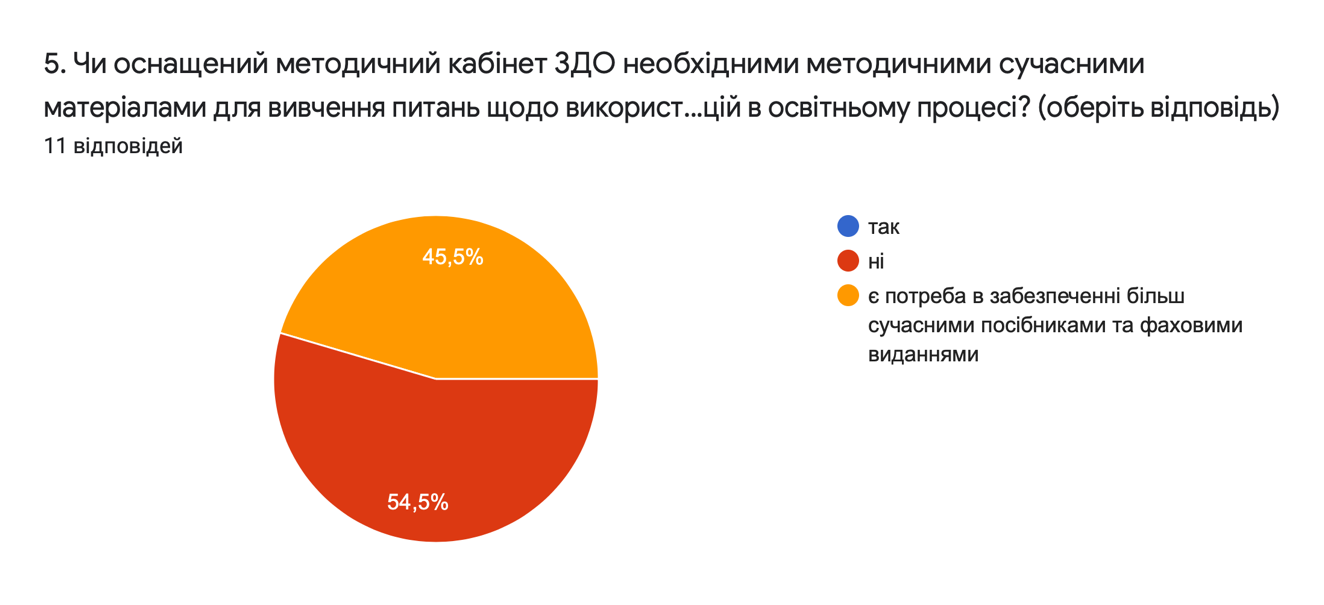 5. Чи оснащений методичний кабінет ЗДО необхідними методичними сучасними
матеріалами для вивчення питань щодо використ...цій в освітньому процесі? (оберіть відповідь)
11 відповідей
45,5%
54,5%
так
ні
є потреба в забезпеченні більш
сучасними посібниками та фаховими
виданнями